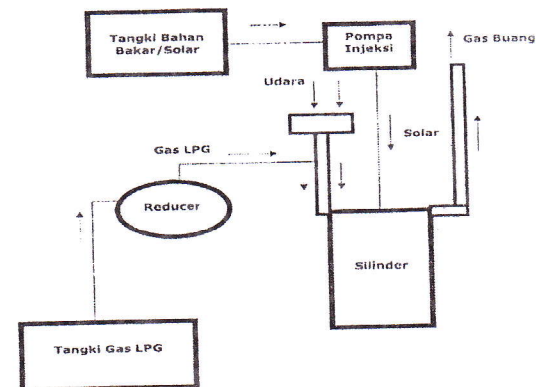 Tangki Bahan
Bakar/Solar
Pompa
Injeksi
Gas Buang
Udara
Solar
Gas LPG
Reducer
Silinder
Tangki Gas LPG